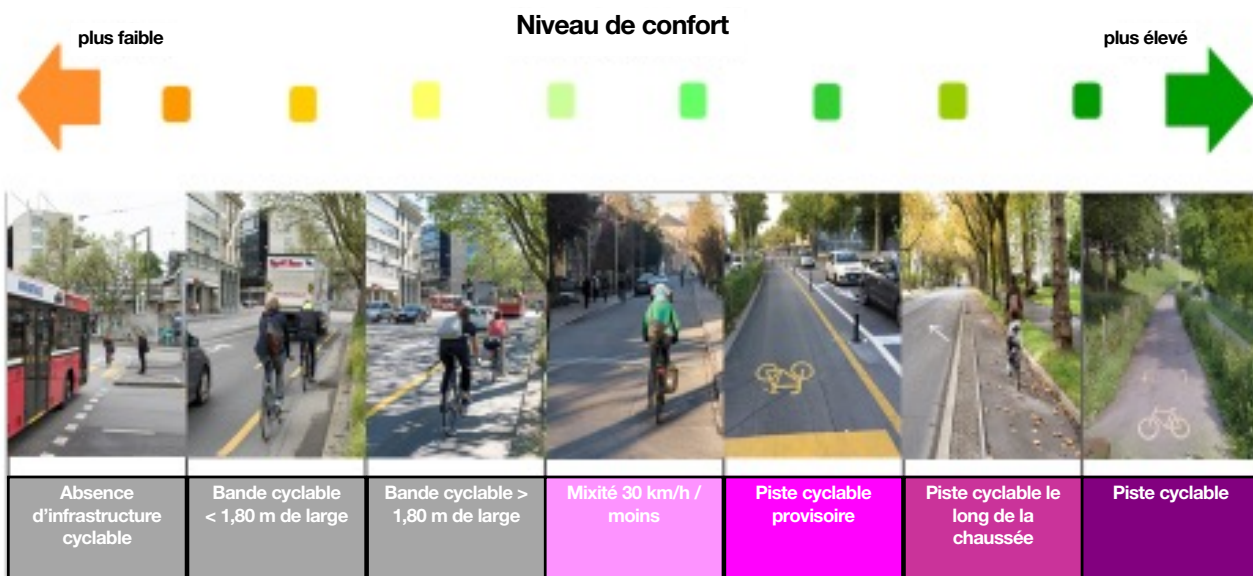 Niveau de confort
plus faible
plus élevé
Absence
d'infrastructure
cyclable
Bande cyclable
< 1,80 m de large
Bande cyclable >
1,80 m de large
Mixité 30 km/h /
moins
Piste cyclable
provisoire
Piste cyclable le
long de la
chaussée
Piste cyclable